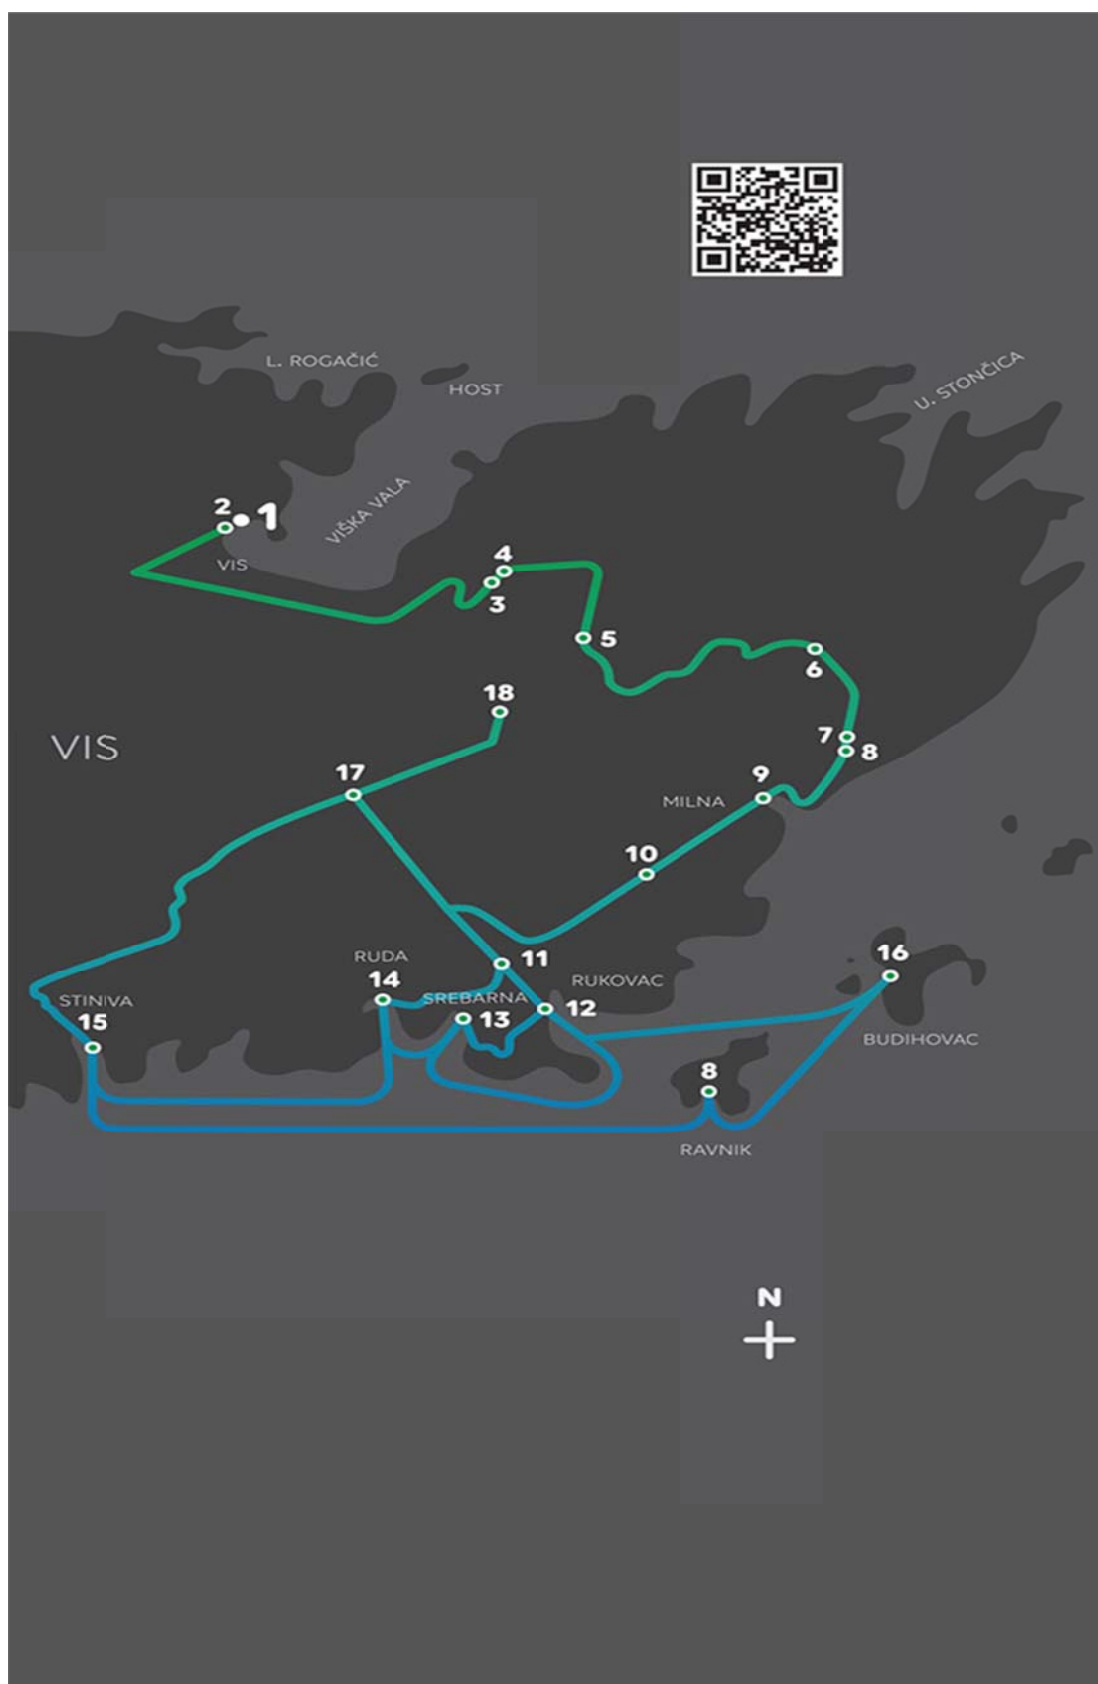 L. ROGAČIĆ
HOST
U. STONČICA
VIŠKA VALA
2
1
VIS
4
3
5
6
18
7
8
VIS
17
9
MILNA
10
RUDA
11
16
14
RUKOVAC
STINIVA
SREBARNA
15
13
12
BUDIHOVAC
8
RAVNIK
N